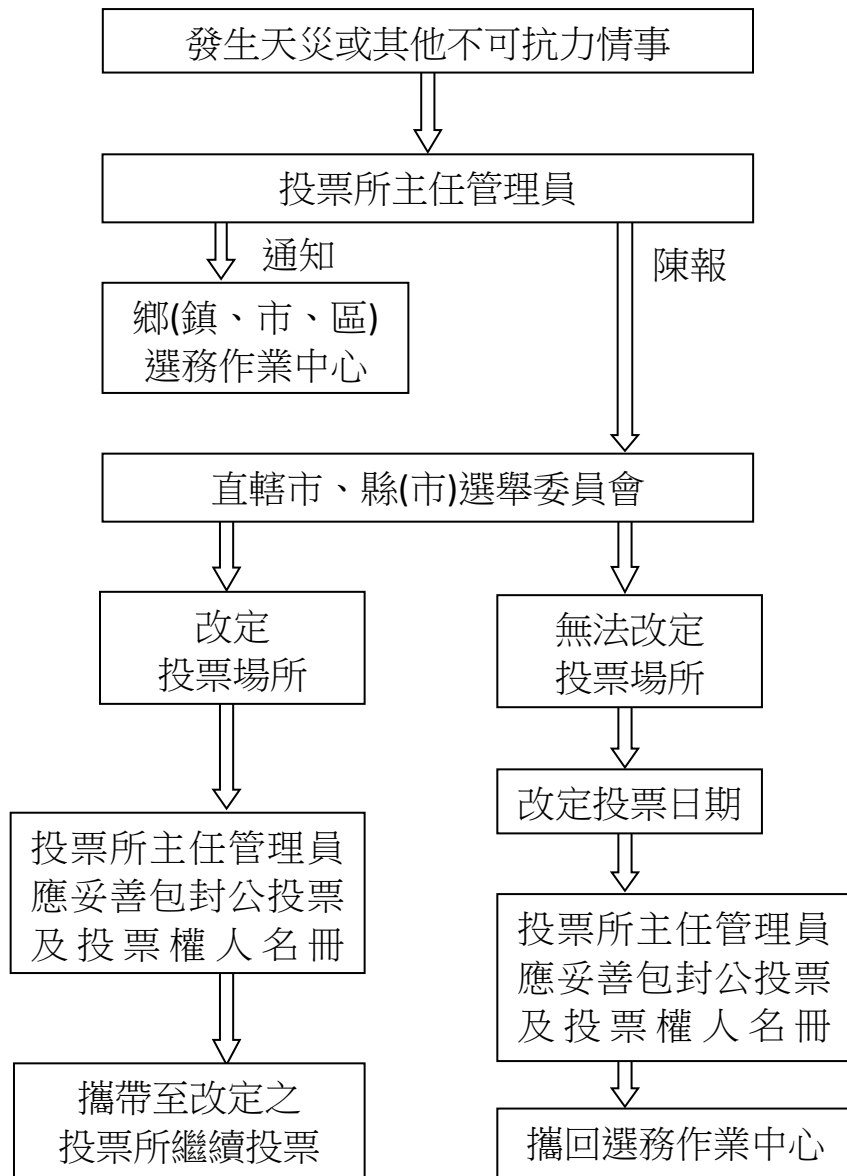 發生天災或其他不可抗力情事
投票所主任管理員
通知
陳報
鄉(鎮、市、區)
選務作業中心
直轄市、縣(市)選舉委員會
改定
投票場所
無法改定
投票場所
改定投票日期
投票所主任管理員
應妥善包封公投票
及投票權人名冊
投票所主任管理員
應妥善包封公投票
及投票權人名冊
攜帶至改定之
投票所繼續投票
攜回選務作業中心